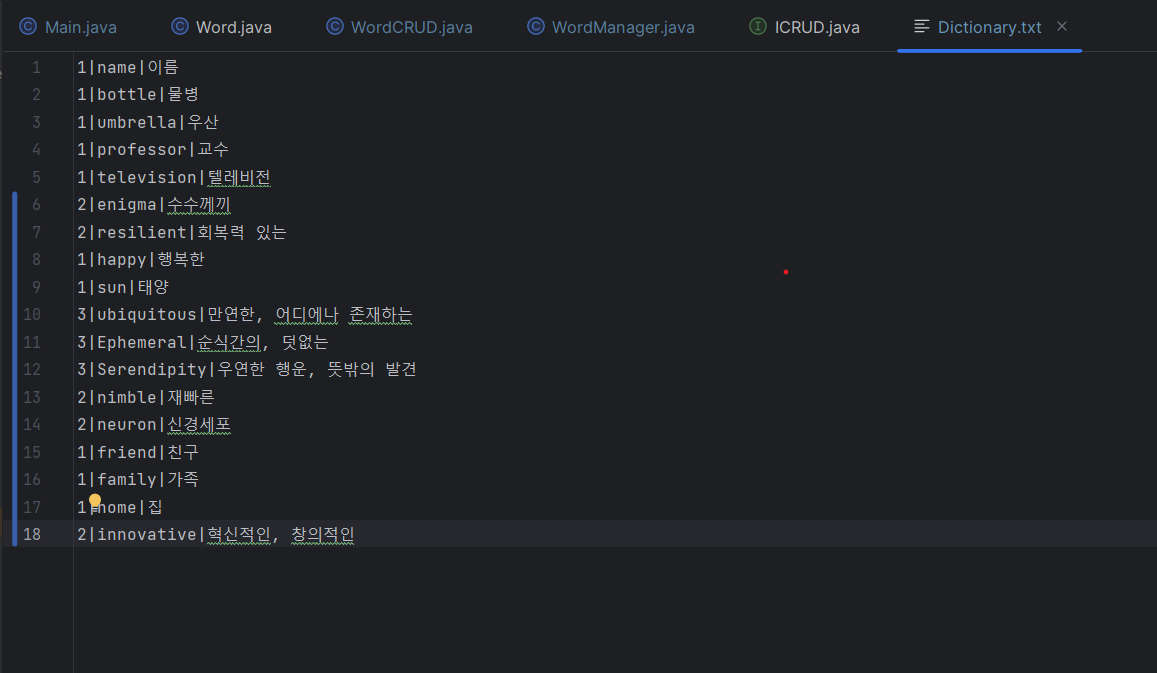 Main.java Word.java WordCRUD.java WordManager.java ICRUD.java Dictionary.txt
1 1|name|이름
2 1|bottle|물병
3 1|umbrella|우산
4 1|professor|교수
5 1|television|텔레비전
6 2|enigma|수수께끼
7 2|resilient|회복력 있는
8 1|happy|행복한
9 1|sun|태양
10 3|ubiquitous|만연한, 어디에나 존재하는
11 3|Ephemeral|순식간의, 덧없는
12 3|Serendipity|우연한 행운, 뜻밖의 발견
13 2|nimble|재빠른
14 2|neuron|신경세포
15 1|friend|친구
16 1|family|가족
17 1|home|집
18 2|innovative|혁신적인, 창의적인